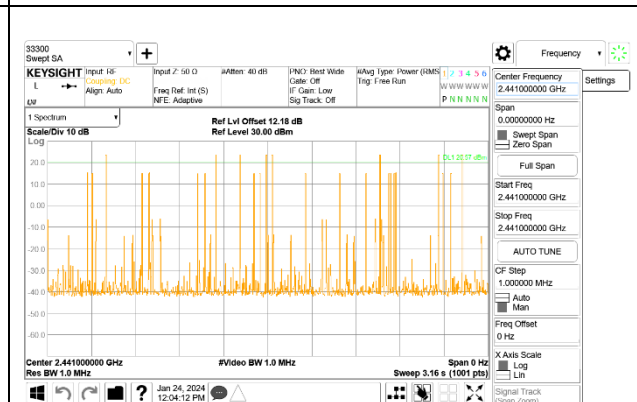 33300
Swept SA
Frequency
KEYSIGHT
L
Input: RF
Coupling: DC
Align: Auto
Input Z: 50 Ω
Freq Ref: Int (S)
NFE: Adaptive
#Atten: 40 dB
PNO: Best Wide
Gate: Off
IF Gain: Low
Sig Track: Off
#Avg Type: Power (RMS
Trig: Free Run
1 2 3 4 5 6
W W W W W W
P N N N N N
Center Frequency
2.441000000 GHz
Settings
1 Spectrum
Scale/Div 10 dB
Ref Lvl Offset 12.18 dB
Ref Level 30.00 dBm
Log
20.0
10.0
0.00
-10.0
-20.0
-30.0
-40.0
-50.0
-60.0
Span
0.00000000 Hz
Swept Span
Zero Span
Full Span
Start Freq
2.441000000 GHz
Stop Freq
2.441000000 GHz
AUTO TUNE
CF Step
1.000000 MHz
Auto
Man
Freq Offset
0 Hz
X Axis Scale
Log
Lin
Signal Track
(Span Zoom)
Center 2.441000000 GHz
Res BW 1.0 MHz
#Video BW 1.0 MHz
Span 0 Hz
Sweep 3.16 s (1001 pts)
?
Jan 24, 2024
12:04:12 PM